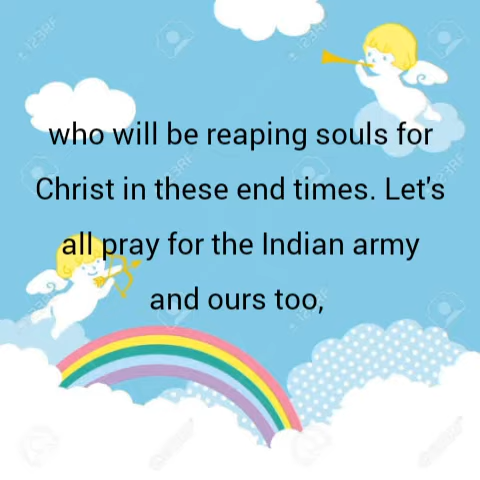 who will be reaping souls for
Christ in these end times. Let's
all pray for the Indian army
and ours too,